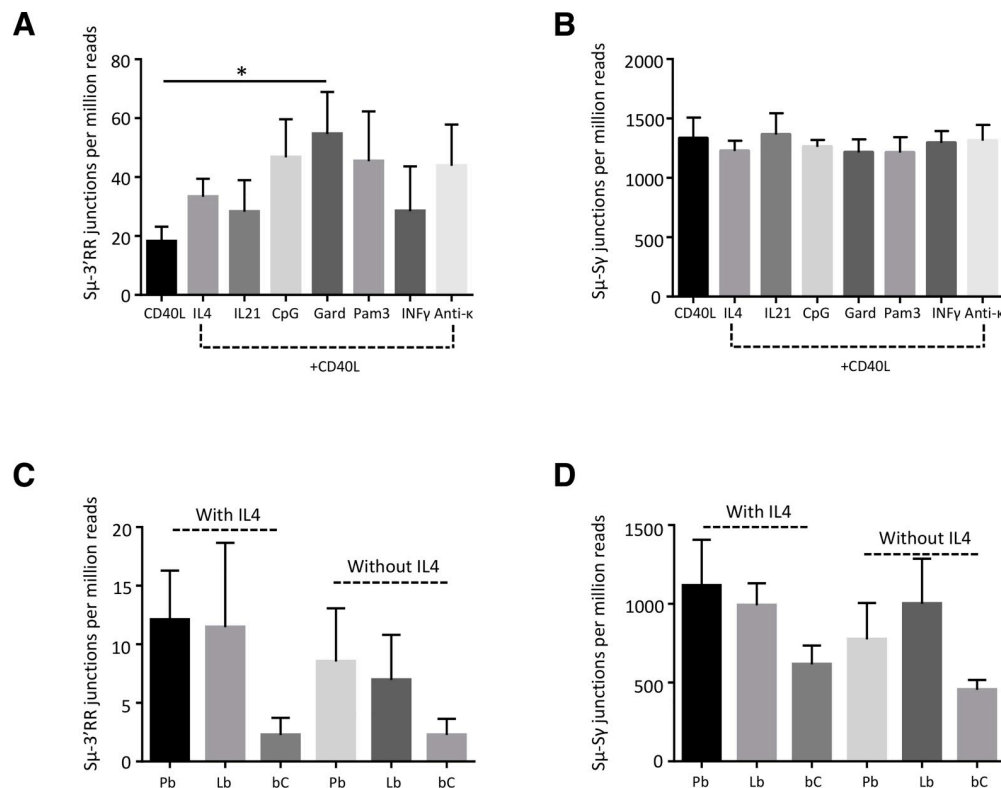 A
Sμ-3'RR junctions per million reads
80
60
40
20
0
*
CD40L IL4 IL21 CpG Gard Pam3 INFγ Anti-κ
+CD40L
B
Sμ-Sγ junctions per million reads
2000
1500
1000
500
0
CD40L IL4 IL21 CpG Gard Pam3 INFγ Anti-κ
+CD40L
C
Sμ-3'RR junctions per million reads
20
15
10
5
0
With IL4
Without IL4
Pb Lb bC Pb Lb bC
D
Sμ-Sγ junctions per million reads
1500
1000
500
0
With IL4
Without IL4
Pb Lb bC Pb Lb bC